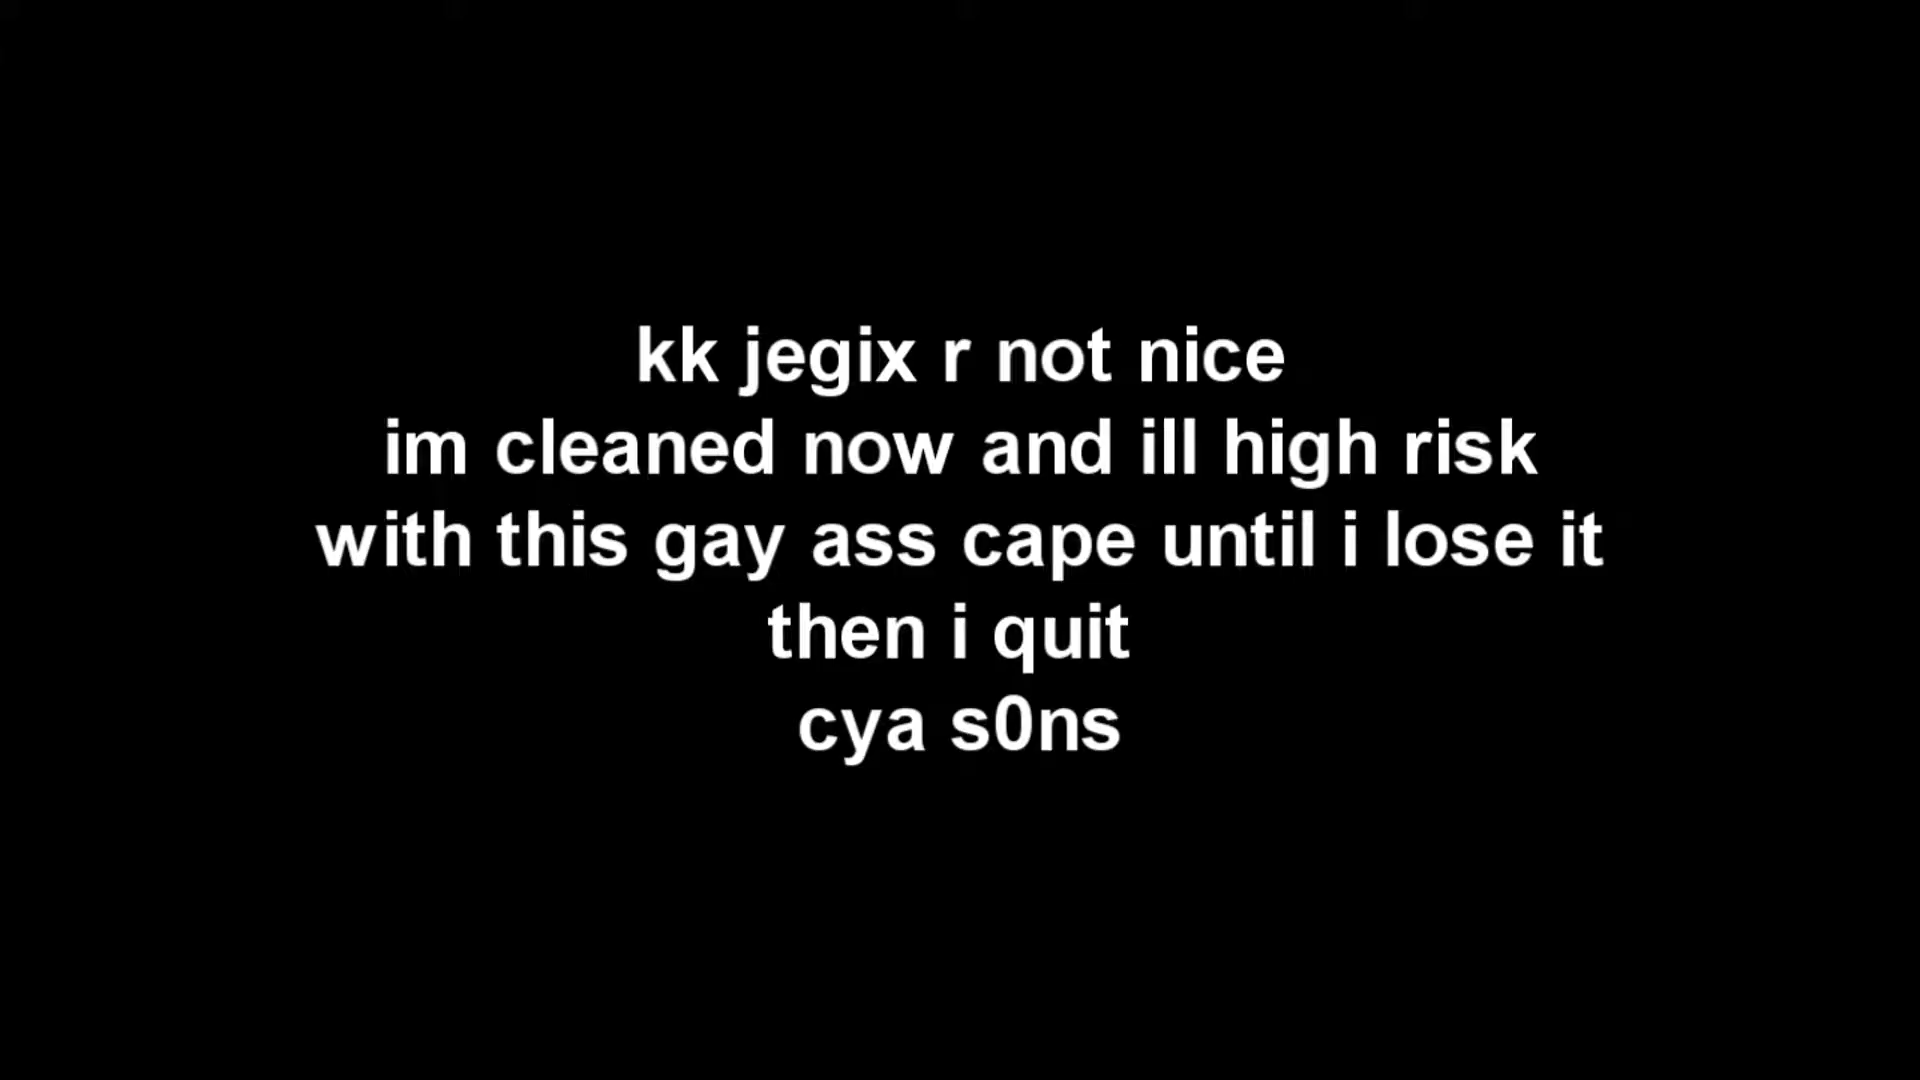 kk jegix r not nice
im cleaned now and ill high risk
with this gay ass cape until i lose it
then i quit
cya s0ns